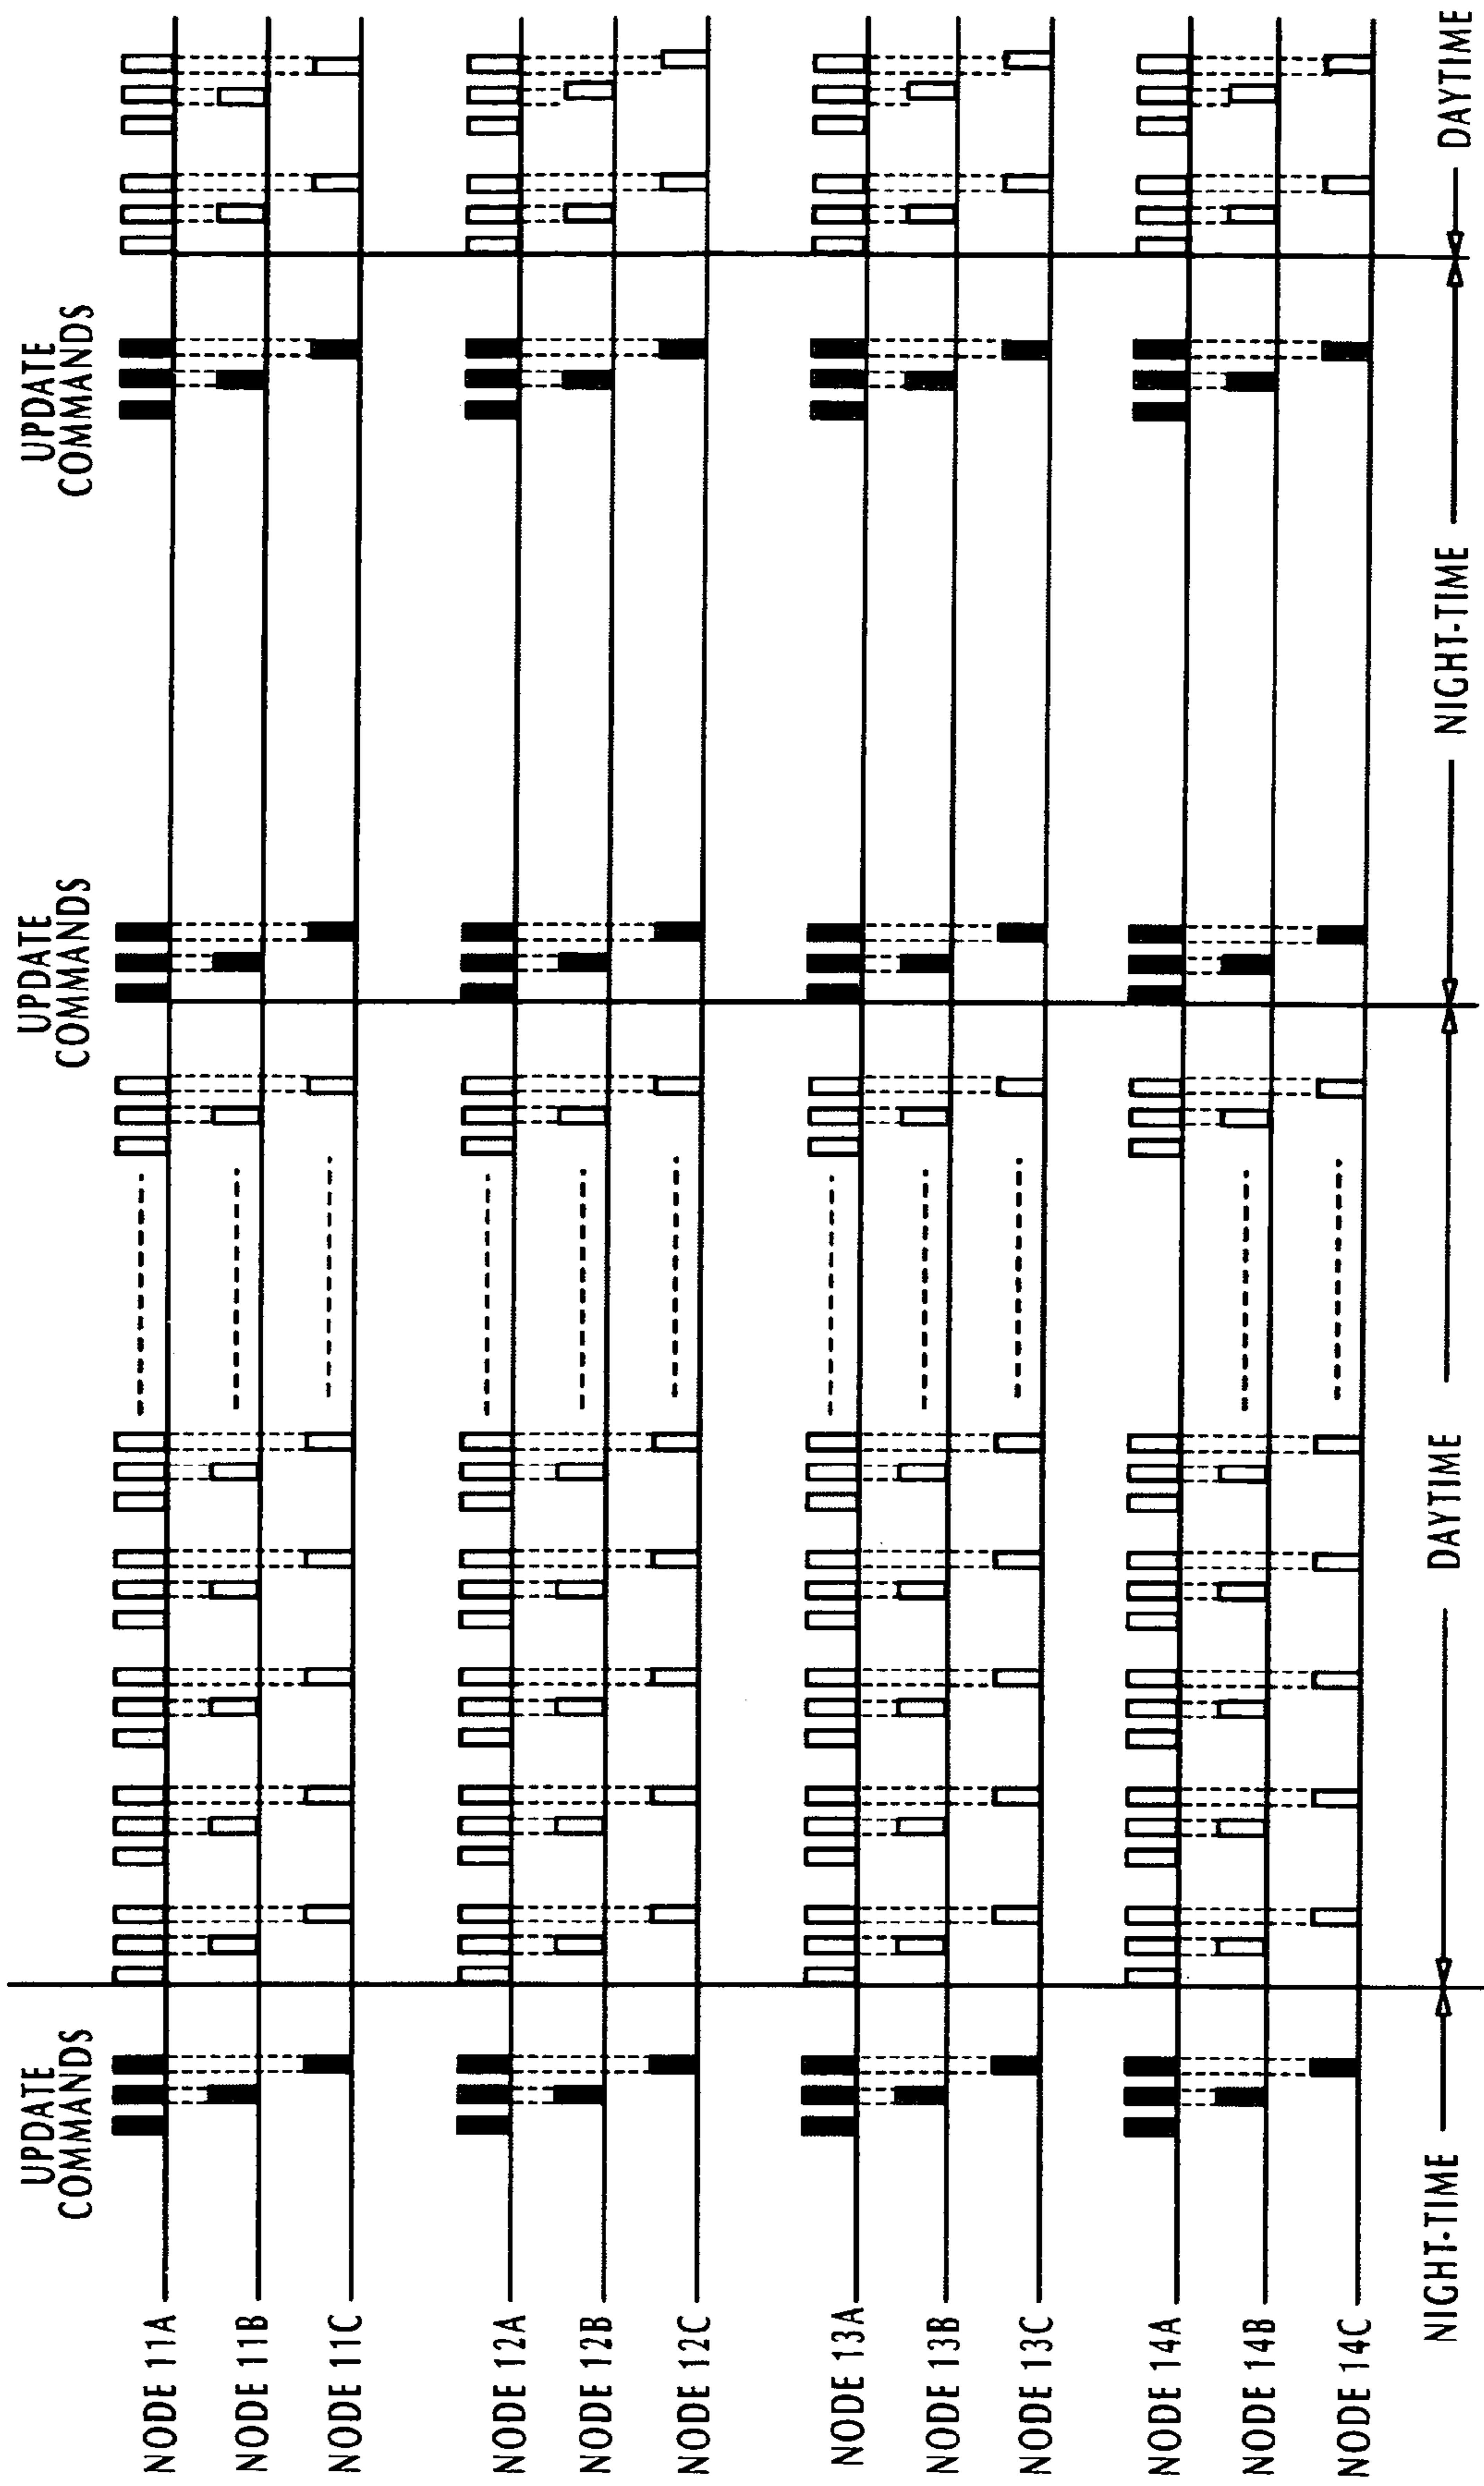 UPDATE
COMMANDS
UPDATE
COMMANDS
UPDATE
COMMANDS
NODE 11A
NODE 11B
NODE 11C
NODE 12A
NODE 12B
NODE 12C
NODE 13A
NODE 13B
NODE 13C
NODE 14A
NODE 14B
NODE 14C
NIGHT-TIME
DAYTIME
NIGHT-TIME
DAYTIME